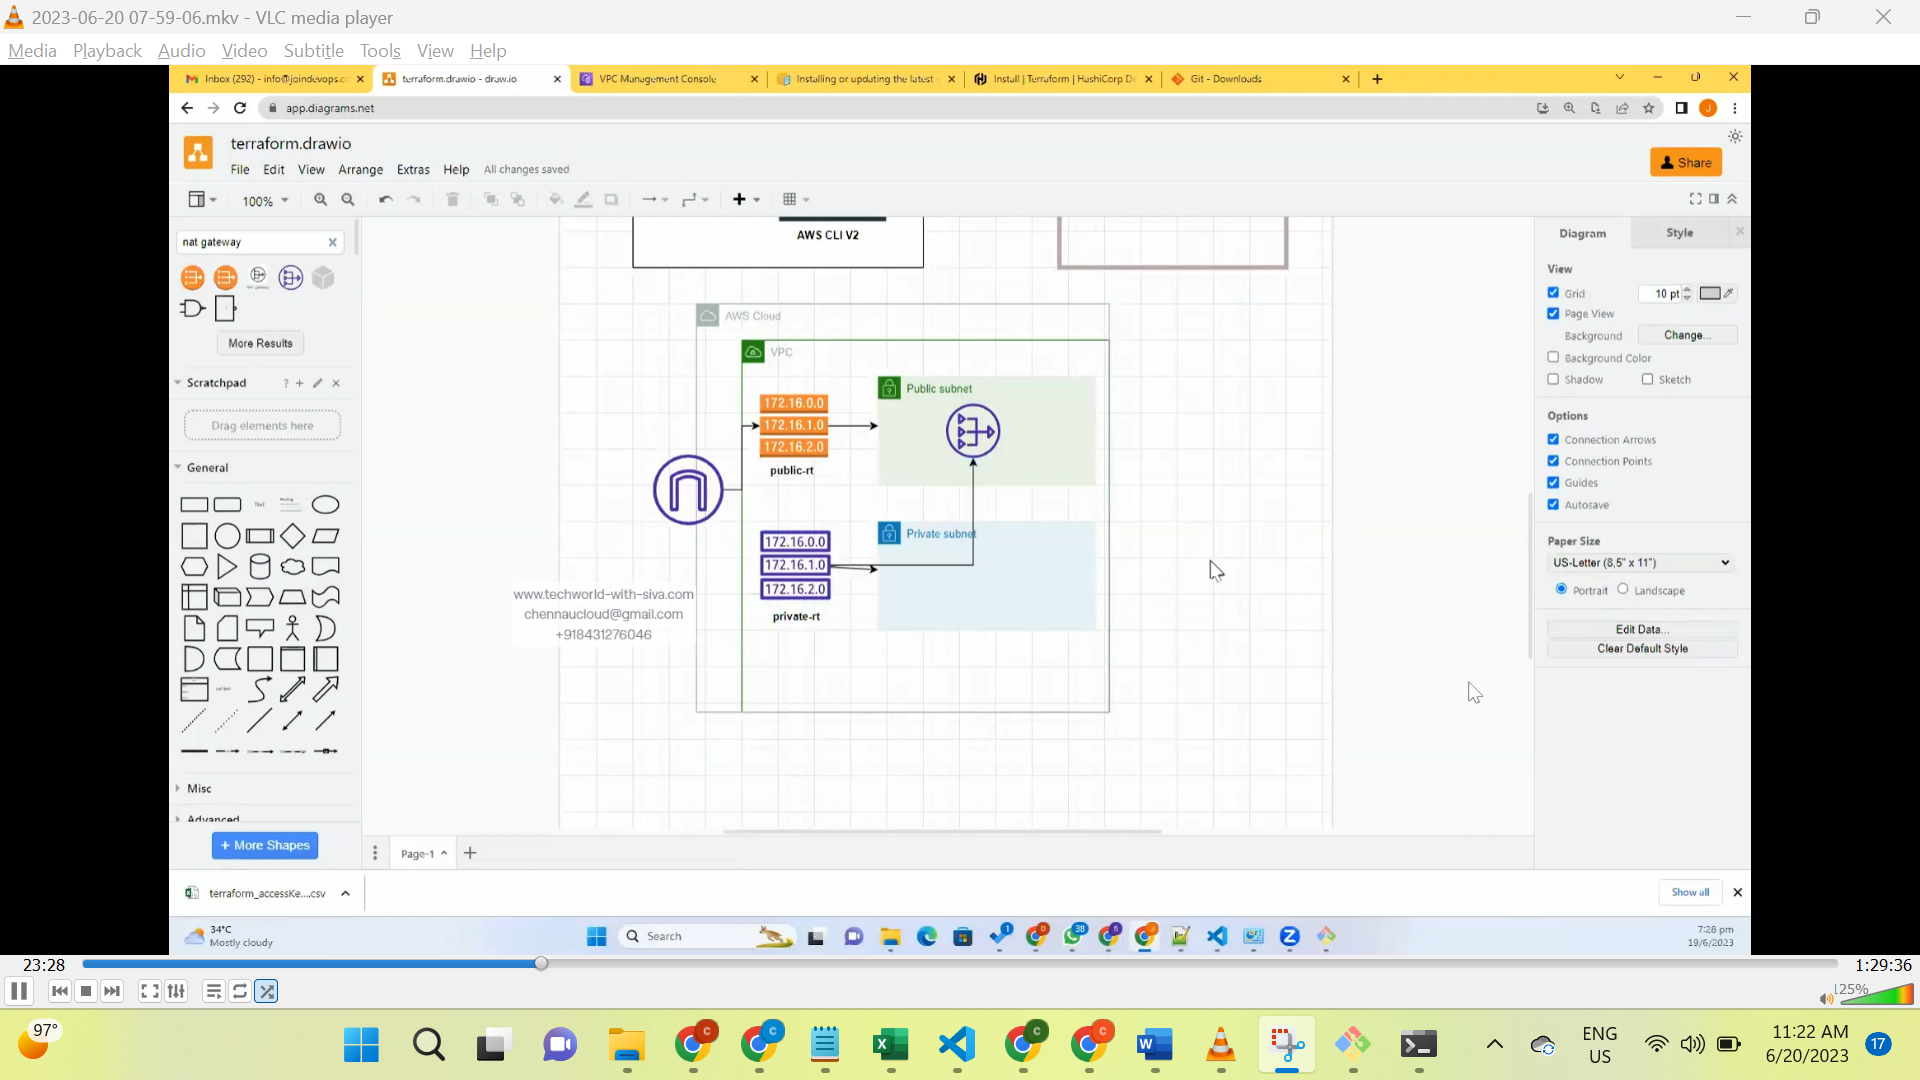 2023-06-20 07-59-06.mkv - VLC media player
Media Playback Audio Video Subtitle Tools View Help
Inbox (292) - info@joindevops.c
terraform.drawio - draw.io
VPC Management Console
Installing or updating the latest
Install | Terraform | HashiCorp De
Git - Downloads
app.diagrams.net
terraform.drawio
File Edit View Arrange Extras Help All changes saved
Share
100%
nat gateway
More Results
Scratchpad
Drag elements here
General
Misc
Advanced
+ More Shapes
AWS CLI V2
AWS Cloud
VPC
Public subnet
172.16.0.0
172.16.1.0
172.16.2.0
public-rt
Private subnet
172.16.0.0
172.16.1.0
172.16.2.0
private-rt
www.techworld-with-siva.com
chennaucloud@gmail.com
+918431276046
Diagram Style
View
Grid 10 pt
Page View
Background Change...
Background Color
Shadow Sketch
Options
Connection Arrows
Connection Points
Guides
Autosave
Paper Size
US-Letter (8,5" x 11")
Portrait Landscape
Edit Data...
Clear Default Style
Page-1
terraform_accessKe....csv
Show all
34°C
Mostly cloudy
Search
1
38
7:28 pm
19/6/2023
23:28
1:29:36
125%
97°
ENG
US
11:22 AM
6/20/2023
17